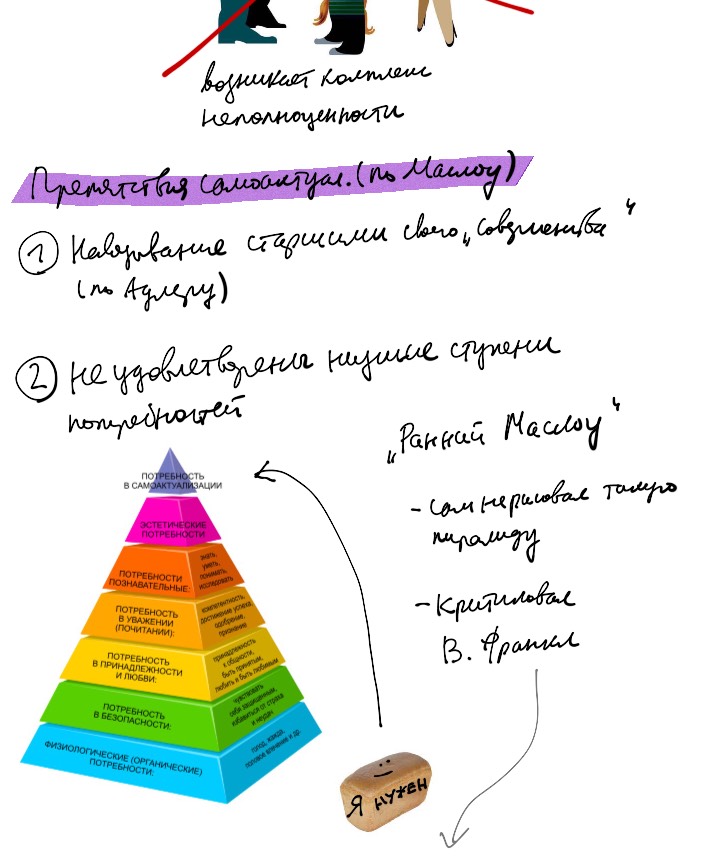 возникает комплекс
неполноценности
Препятствия самоактуал. (по Маслоу)
1 Навязывание старшими своего „совершенства"
(по Адлеру)
2 не удовлетворены низшие ступени
потребностей
„Ранний Маслоу"
- Сам нерисовал такую
пирамиду
- Критиковал
В. Франкл
ПОТРЕБНОСТЬ
В САМОАКТУАЛИЗАЦИИ
ЭСТЕТИЧЕСКИЕ
ПОТРЕБНОСТИ
ПОТРЕБНОСТИ
ПОЗНАВАТЕЛЬНЫЕ:
знать,
уметь,
понимать,
исследовать
ПОТРЕБНОСТЬ
В УВАЖЕНИИ
(ПОЧИТАНИИ):
компетентность,
достижение успеха,
одобрение,
признание
ПОТРЕБНОСТЬ
В ПРИНАДЛЕЖНОСТИ
И ЛЮБВИ:
принадлежность
к общности,
быть принятым,
любить и быть любимым
ПОТРЕБНОСТЬ
В БЕЗОПАСНОСТИ:
чувствовать
себя защищенным,
избавиться от страха
и неудач
ФИЗИОЛОГИЧЕСКИЕ (ОРГАНИЧЕСКИЕ)
ПОТРЕБНОСТИ:
голод, жажда,
половое влечение и др.
Я НУЖЕН